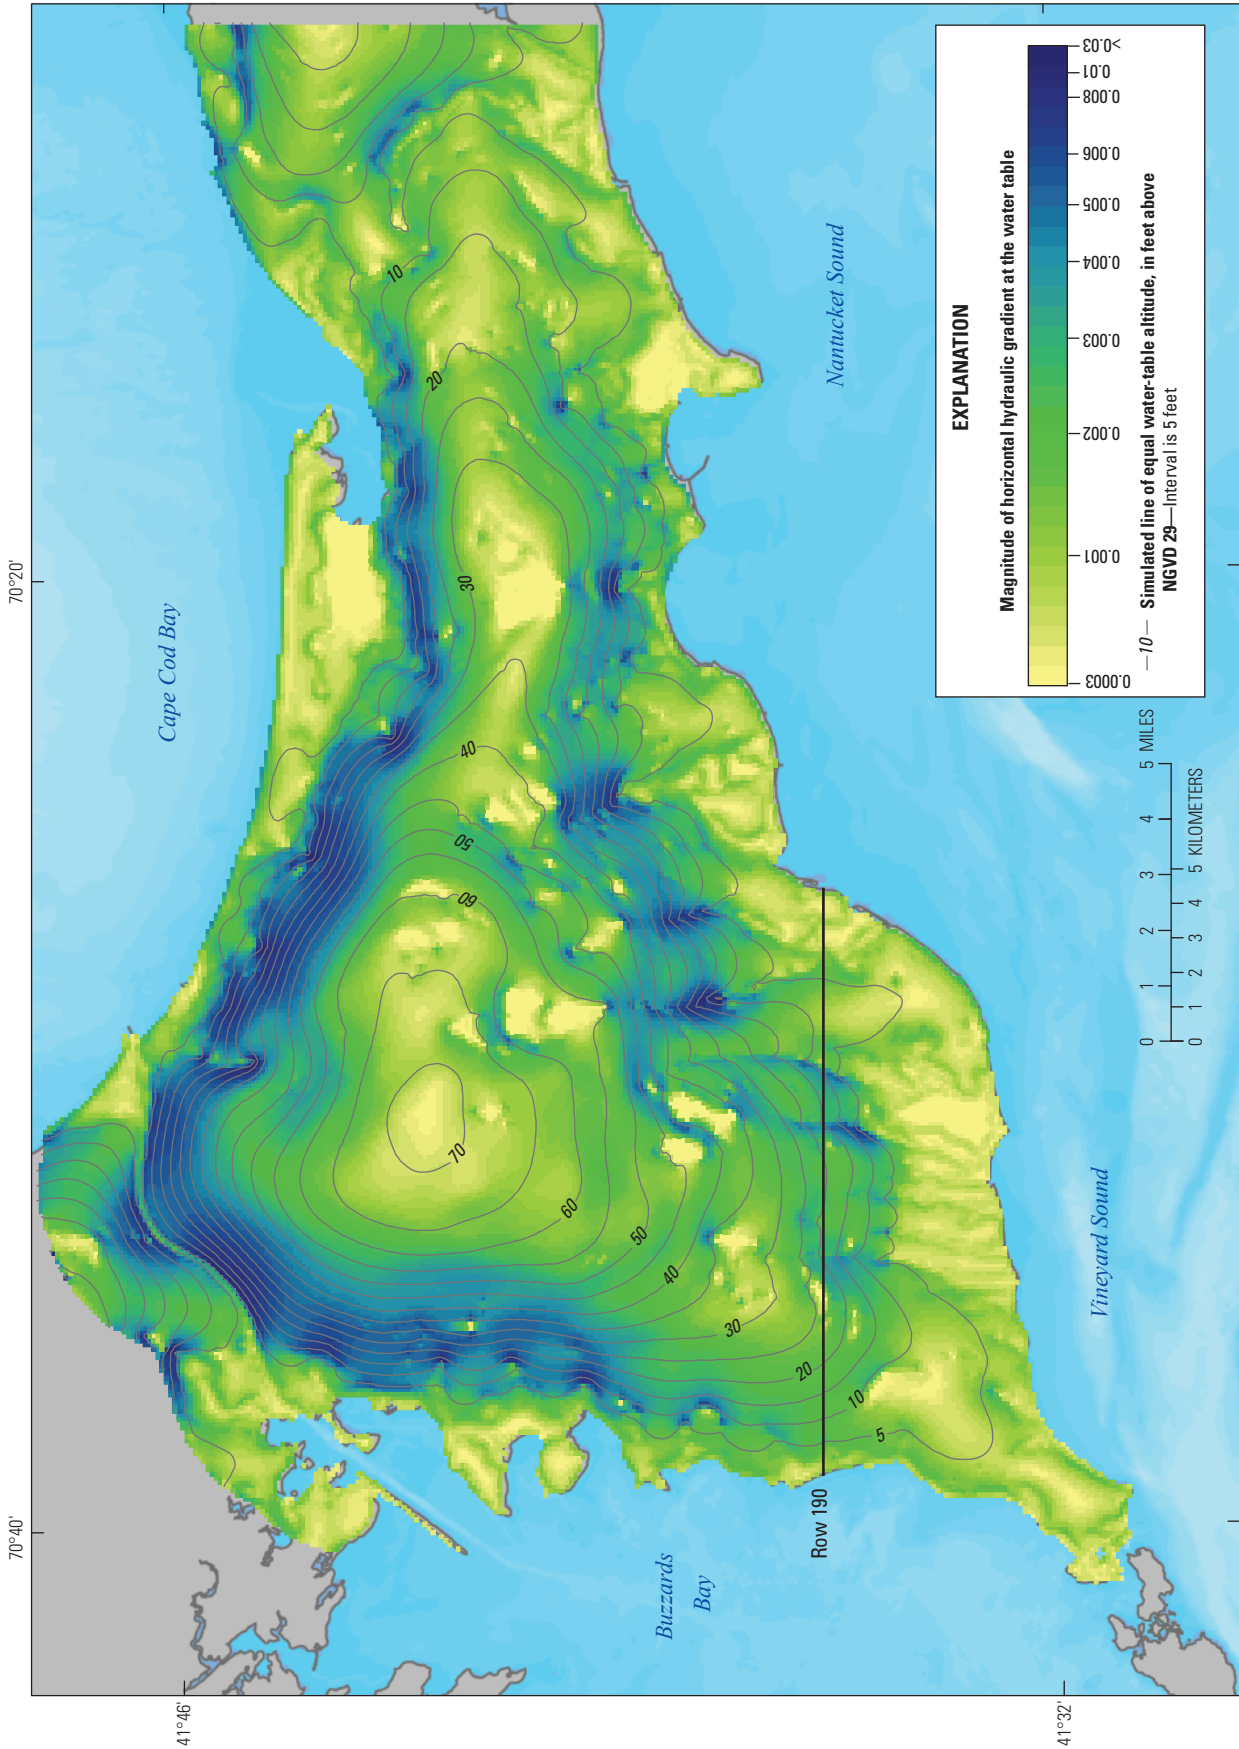 70°40'
70°20'
41°46'
41°32'
Cape Cod Bay
Buzzards
Bay
Nantucket Sound
Vineyard Sound
Row 190
10
20
30
40
50
60
70
60
50
40
30
20
10
5
EXPLANATION
Magnitude of horizontal hydraulic gradient at the water table
0.0003
0.001
0.002
0.003
0.004
0.005
0.006
0.008
0.01
>0.03
—10— Simulated line of equal water-table altitude, in feet above
NGVD 29—Interval is 5 feet
0 1 2 3 4 5 MILES
0 1 2 3 4 5 KILOMETERS